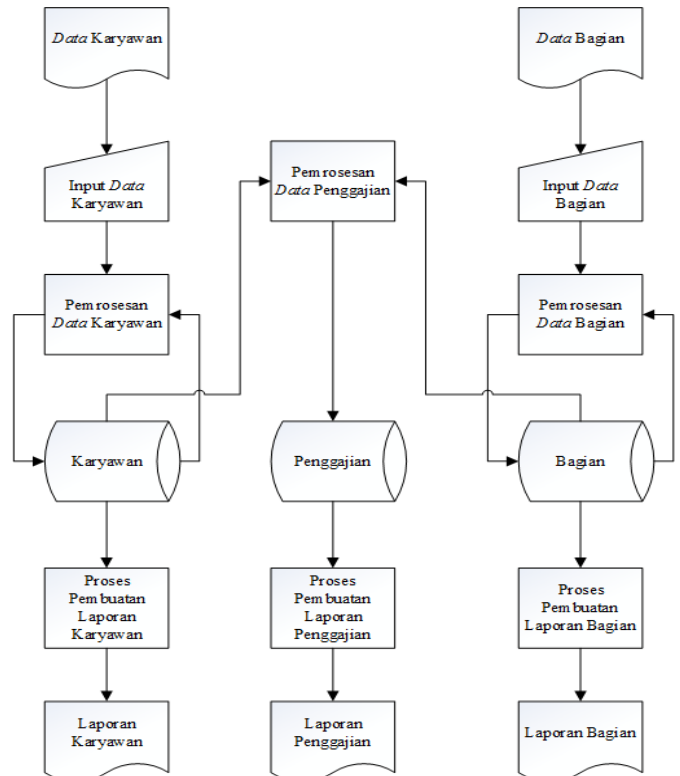 Data Karyawan
Data Bagian
Input Data
Karyawan
Pemrosesan
Data Penggajian
Input Data
Bagian
Pemrosesan
Data Karyawan
Pemrosesan
Data Bagian
Karyawan
Penggajian
Bagian
Proses
Pembuatan
Laporan
Karyawan
Proses
Pembuatan
Laporan
Penggajian
Proses
Pembuatan
Laporan Bagian
Laporan
Karyawan
Laporan
Penggajian
Laporan Bagian